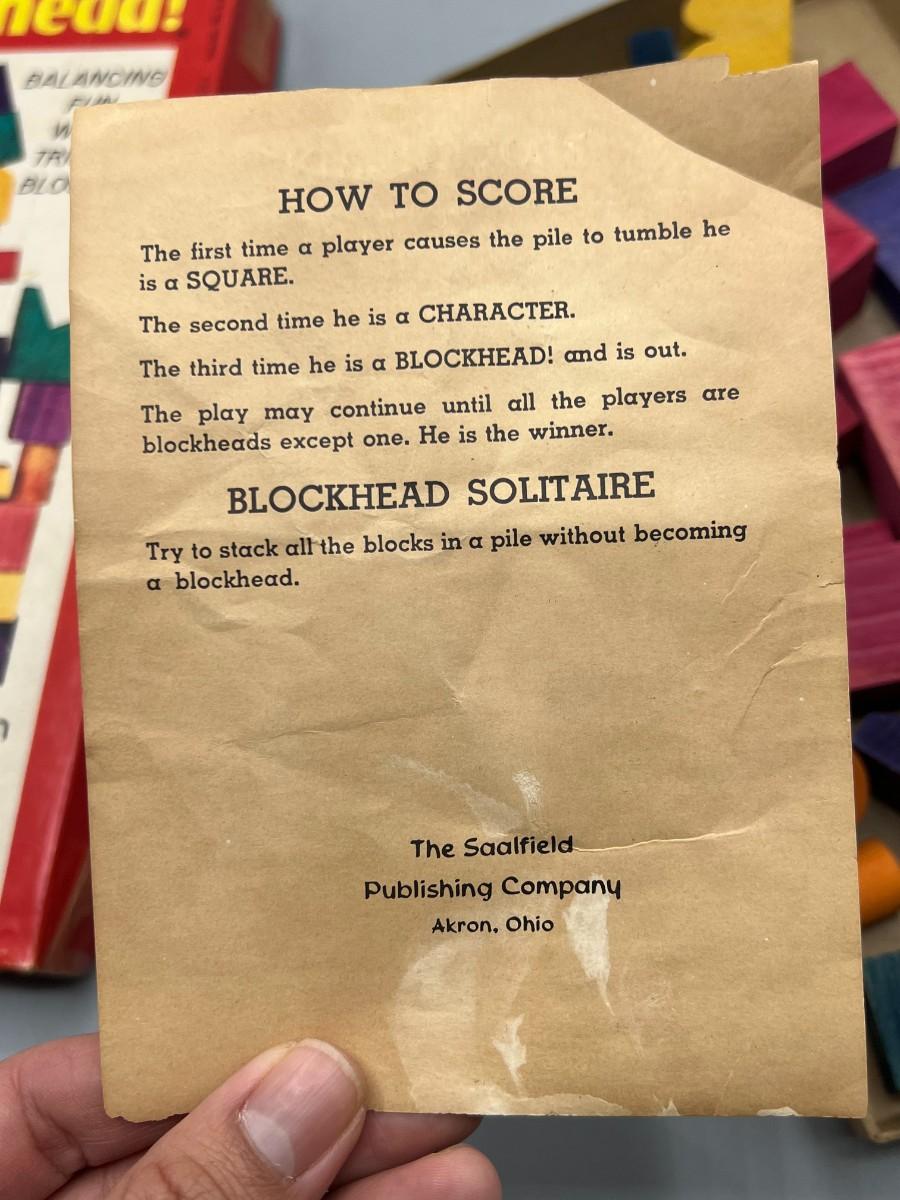 head!
BALANCING
FUN
HOW TO SCORE
The first time a player causes the pile to tumble he
is a SQUARE.
The second time he is a CHARACTER.
The third time he is a BLOCKHEAD! and is out.
The play may continue until all the players are
blockheads except one. He is the winner.
BLOCKHEAD SOLITAIRE
Try to stack all the blocks in a pile without becoming
a blockhead.
The Saalfield
Publishing Company
Akron, Ohio